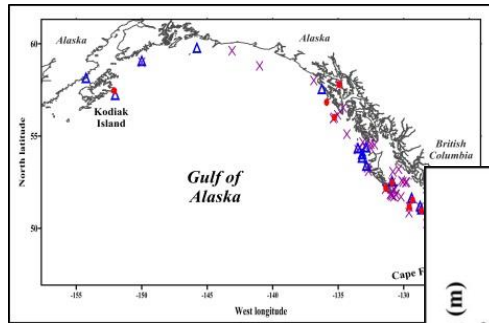 60
Alaska
Alaska
Kodiak
Island
55
British
Columbia
North latitude
Gulf of
Alaska
50
Cape F
(m)
-155
-150
-145
-140
-135
-130
West longitude